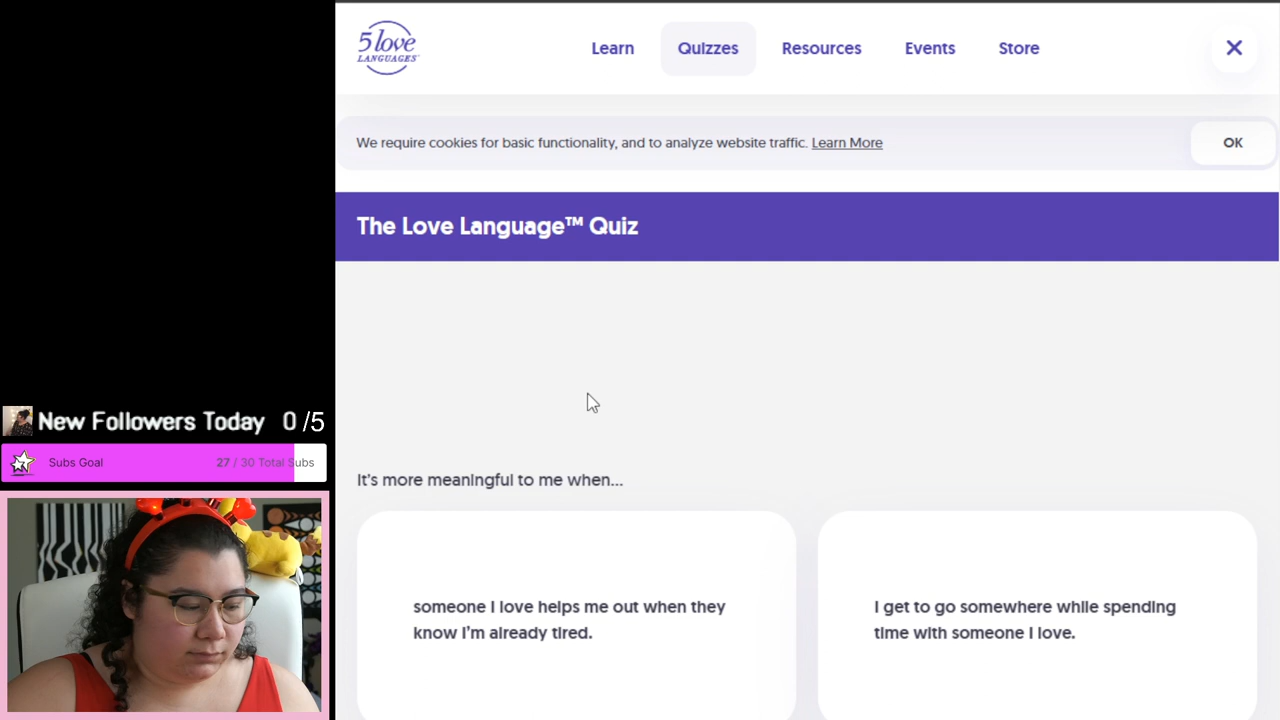 5 love
LANGUAGES™
Learn
Quizzes
Resources
Events
Store
We require cookies for basic functionality, and to analyze website traffic. Learn More
OK
The Love Language™ Quiz
New Followers Today 0 /5
Subs Goal 27 / 30 Total Subs
It's more meaningful to me when...
someone I love helps me out when they
know I'm already tired.
I get to go somewhere while spending
time with someone I love.